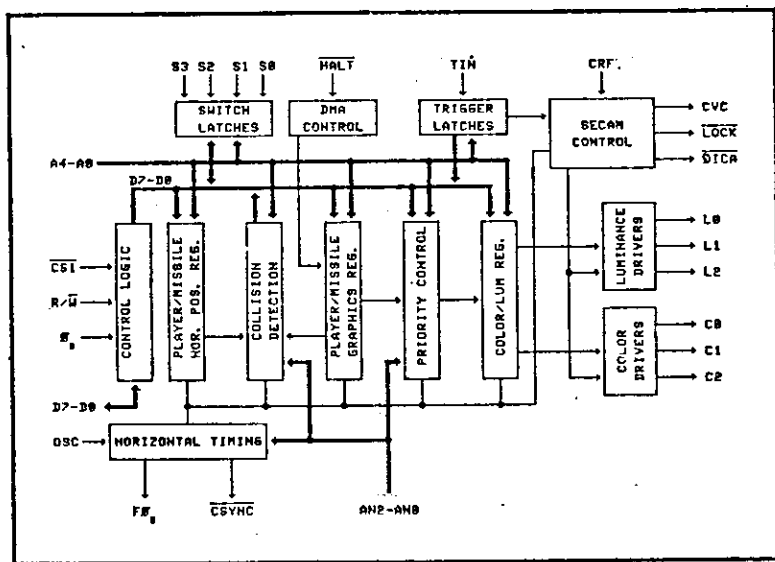 S3 S2 S1 S0
HALT
TIN
CRF
SWITCH
LATCHES
DMA
CONTROL
TRIGGER
LATCHES
SECAM
CONTROL
CVC
LOCK
DICA
A4-A0
D7-D0
CS1
R/W
Ø
D7-D0
OSC
CONTROL LOGIC
PLAYER/MISSILE
HOR. POS. REG.
COLLISION
DETECTION
PLAYER/MISSILE
GRAPHICS REG.
PRIORITY CONTROL
COLOR/LUM REG.
LUMINANCE
DRIVERS
L0
L1
L2
COLOR
DRIVERS
C0
C1
C2
HORIZONTAL TIMING
FØ
CSYNC
AN2-AN0